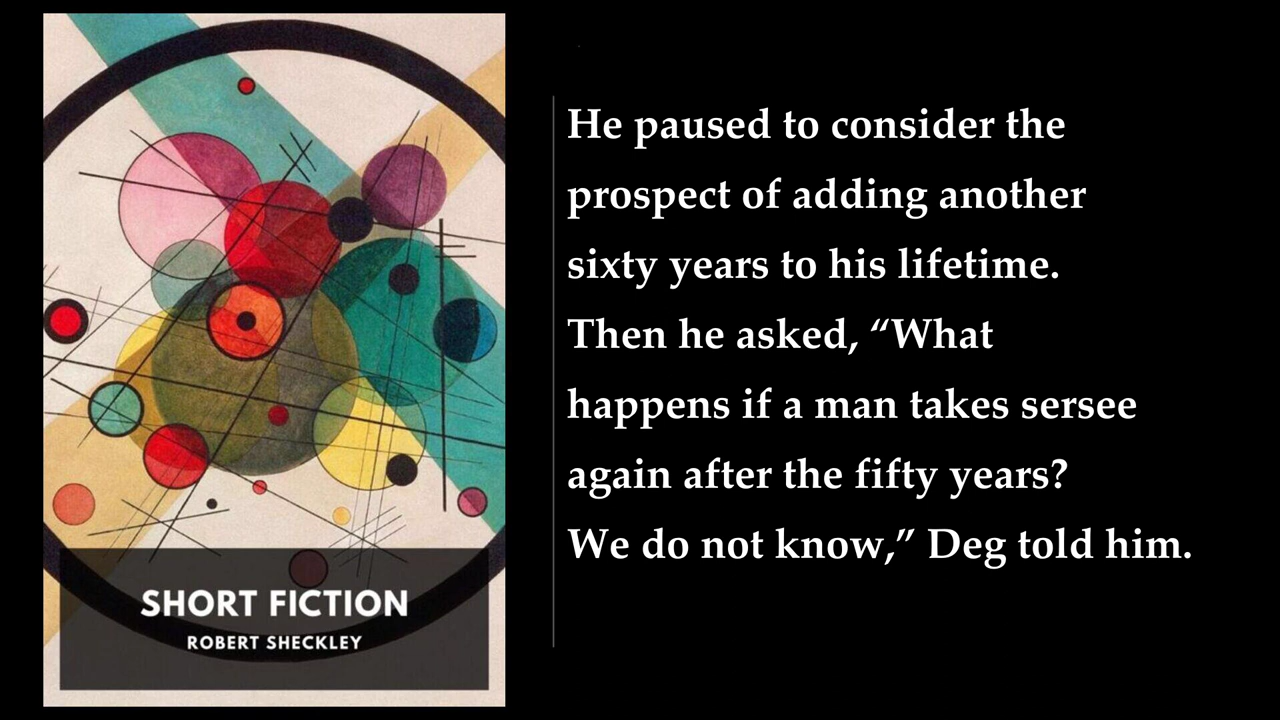 SHORT FICTION
ROBERT SHECKLEY
He paused to consider the
prospect of adding another
sixty years to his lifetime.
Then he asked, “What
happens if a man takes sersee
again after the fifty years?
We do not know,” Deg told him.